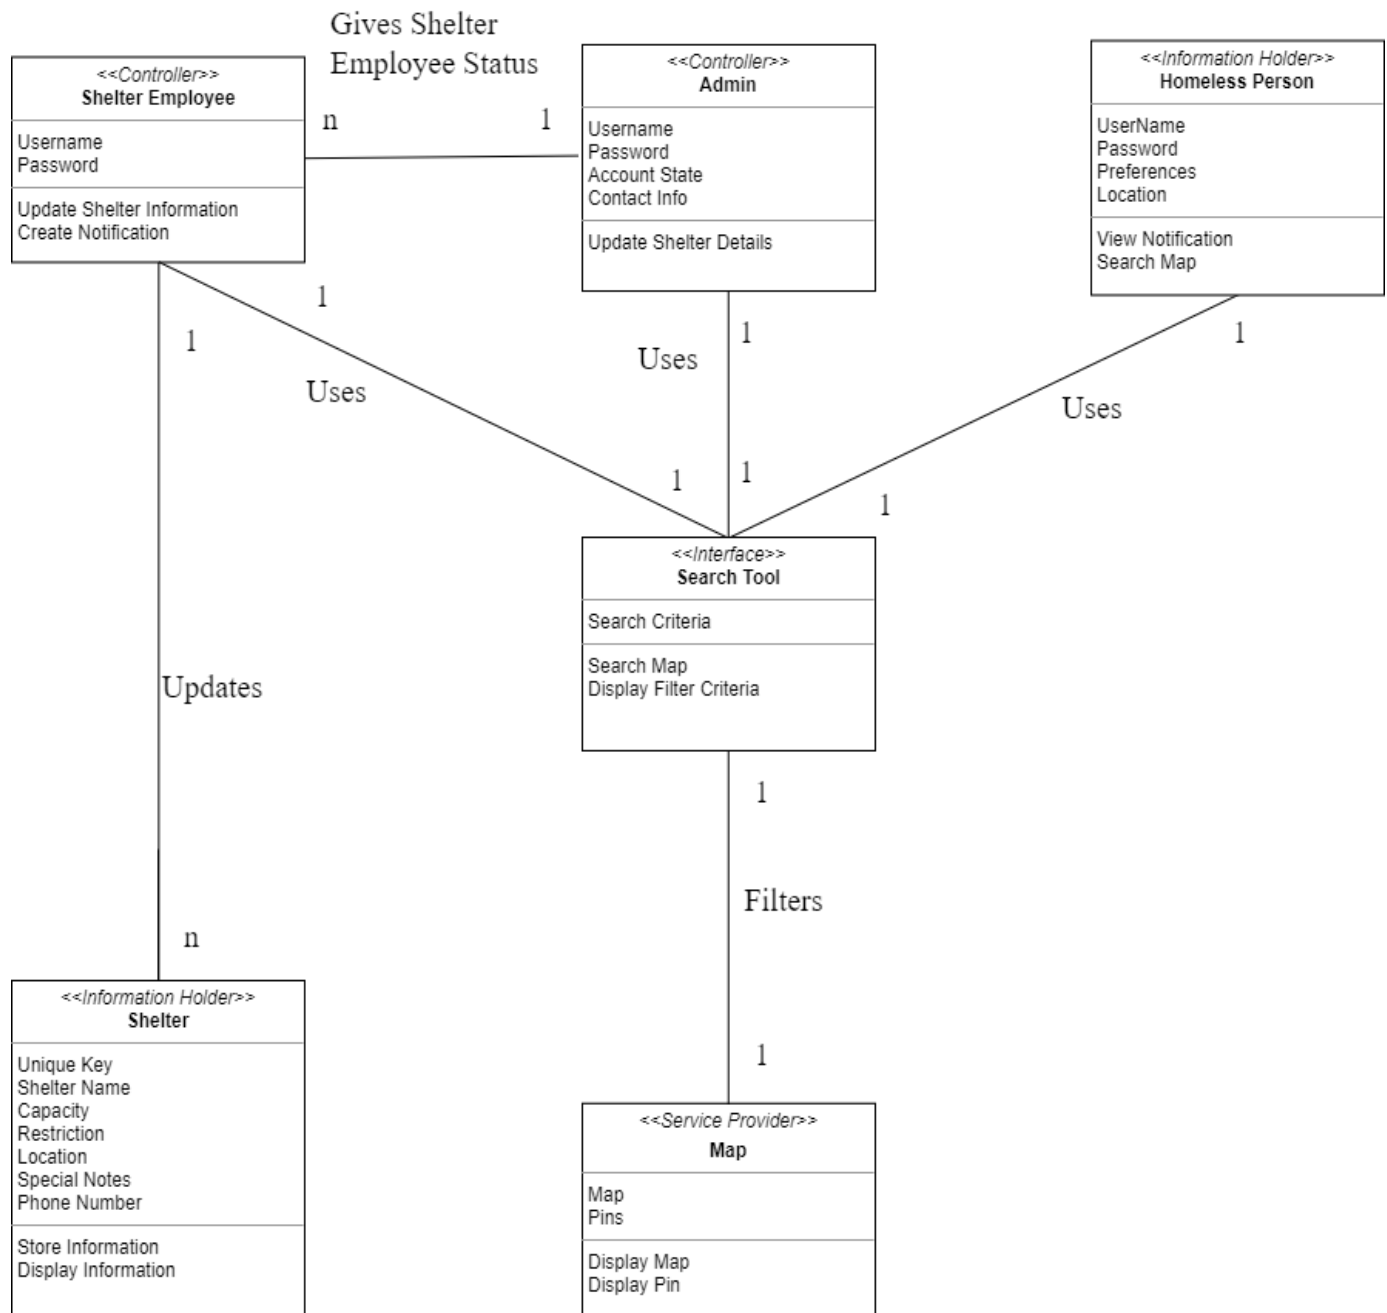 Gives Shelter
Employee Status
<<Controller>>
Shelter Employee
Username
Password
Update Shelter Information
Create Notification
n
1
<<Controller>>
Admin
Username
Password
Account State
Contact Info
Update Shelter Details
<<Information Holder>>
Homeless Person
UserName
Password
Preferences
Location
View Notification
Search Map
1
1
Uses
1
Uses
1
1
1
Uses
1
<<Interface>>
Search Tool
Search Criteria
Search Map
Display Filter Criteria
Updates
n
1
Filters
1
<<Information Holder>>
Shelter
Unique Key
Shelter Name
Capacity
Restriction
Location
Special Notes
Phone Number
Store Information
Display Information
<<Service Provider>>
Map
Map
Pins
Display Map
Display Pin